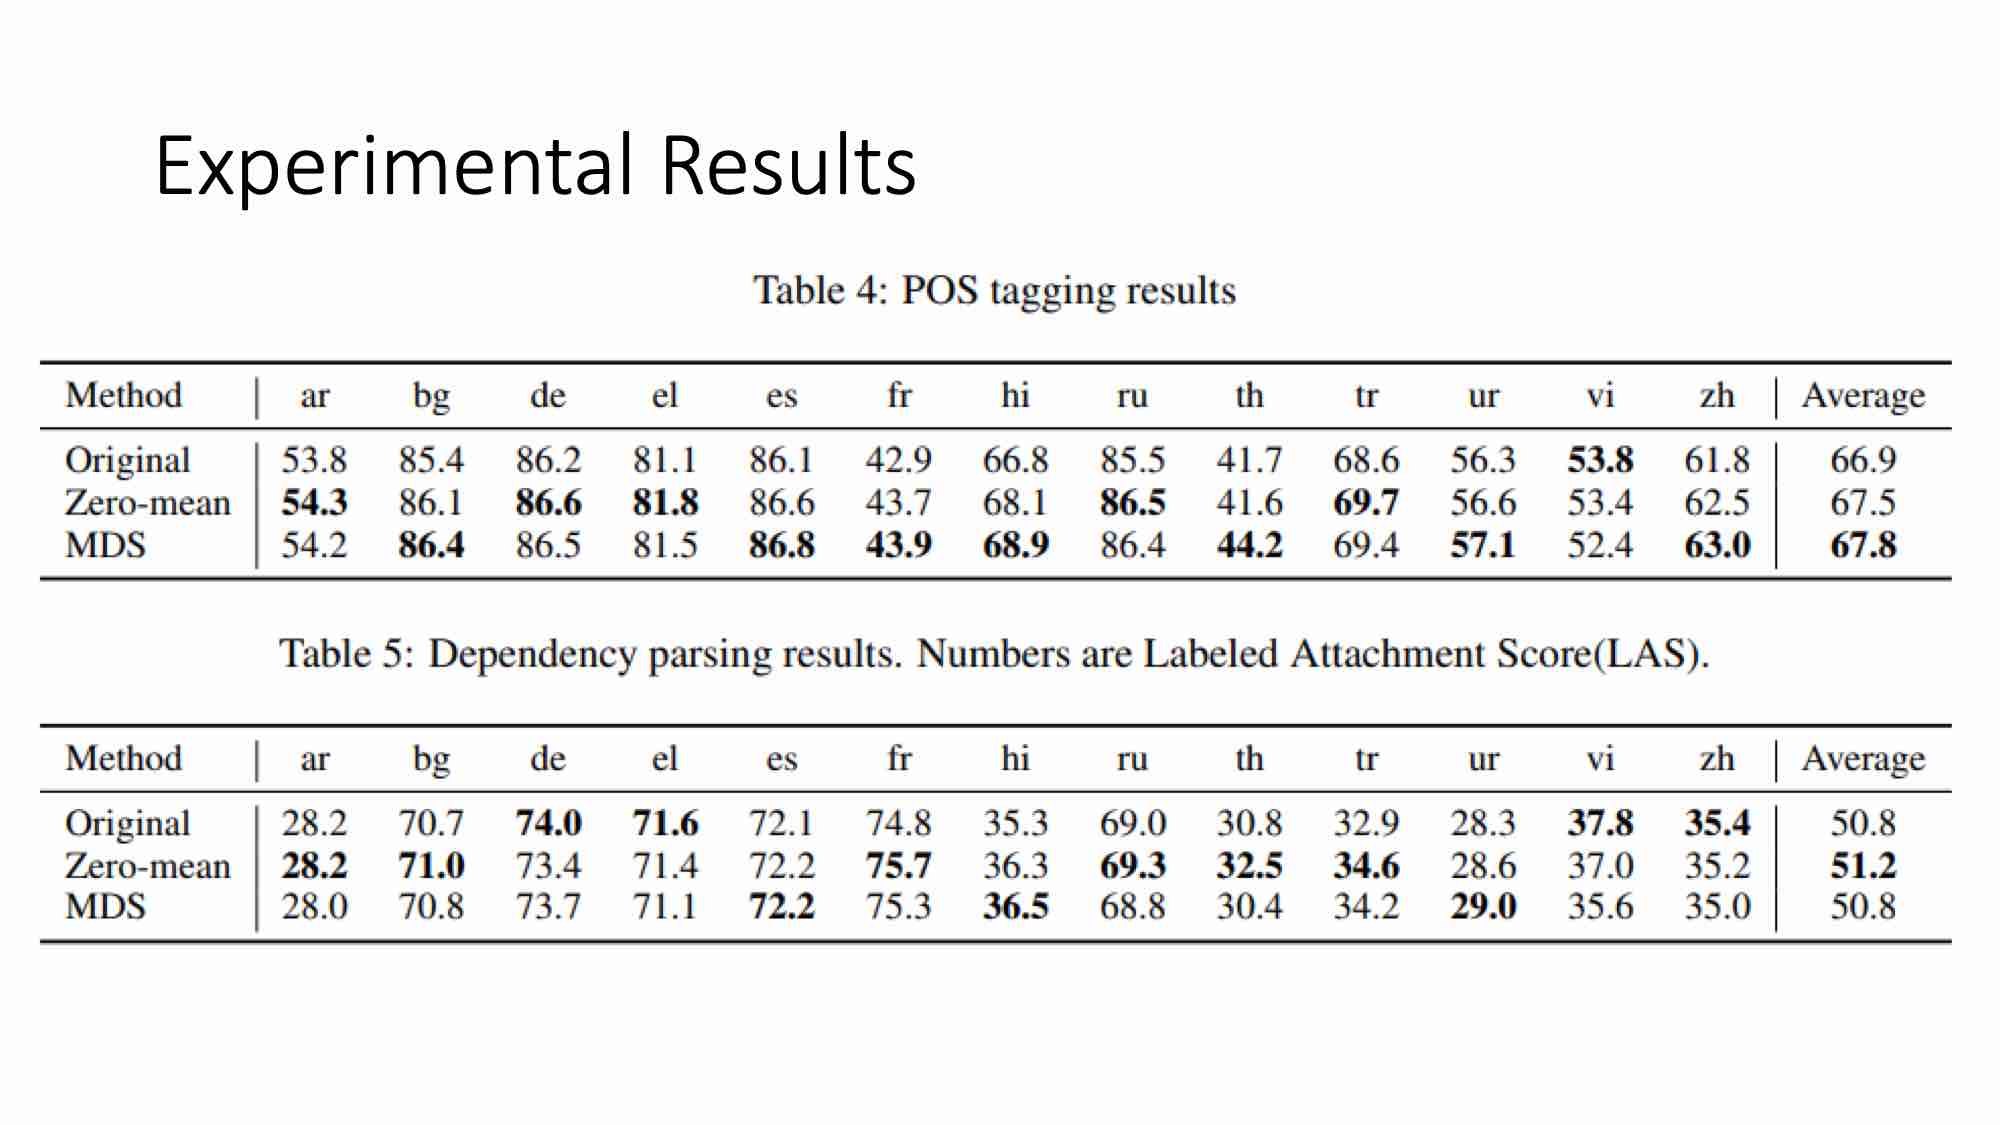 Experimental Results
Table 4: POS tagging results
Method ar bg de el es fr hi ru th tr ur vi zh Average
Original 53.8 85.4 86.2 81.1 86.1 42.9 66.8 85.5 41.7 68.6 56.3 53.8 61.8 66.9
Zero-mean 54.3 86.1 86.6 81.8 86.6 43.7 68.1 86.5 41.6 69.7 56.6 53.4 62.5 67.5
MDS 54.2 86.4 86.5 81.5 86.8 43.9 68.9 86.4 44.2 69.4 57.1 52.4 63.0 67.8
Table 5: Dependency parsing results. Numbers are Labeled Attachment Score(LAS).
Method ar bg de el es fr hi ru th tr ur vi zh Average
Original 28.2 70.7 74.0 71.6 72.1 74.8 35.3 69.0 30.8 32.9 28.3 37.8 35.4 50.8
Zero-mean 28.2 71.0 73.4 71.4 72.2 75.7 36.3 69.3 32.5 34.6 28.6 37.0 35.2 51.2
MDS 28.0 70.8 73.7 71.1 72.2 75.3 36.5 68.8 30.4 34.2 29.0 35.6 35.0 50.8